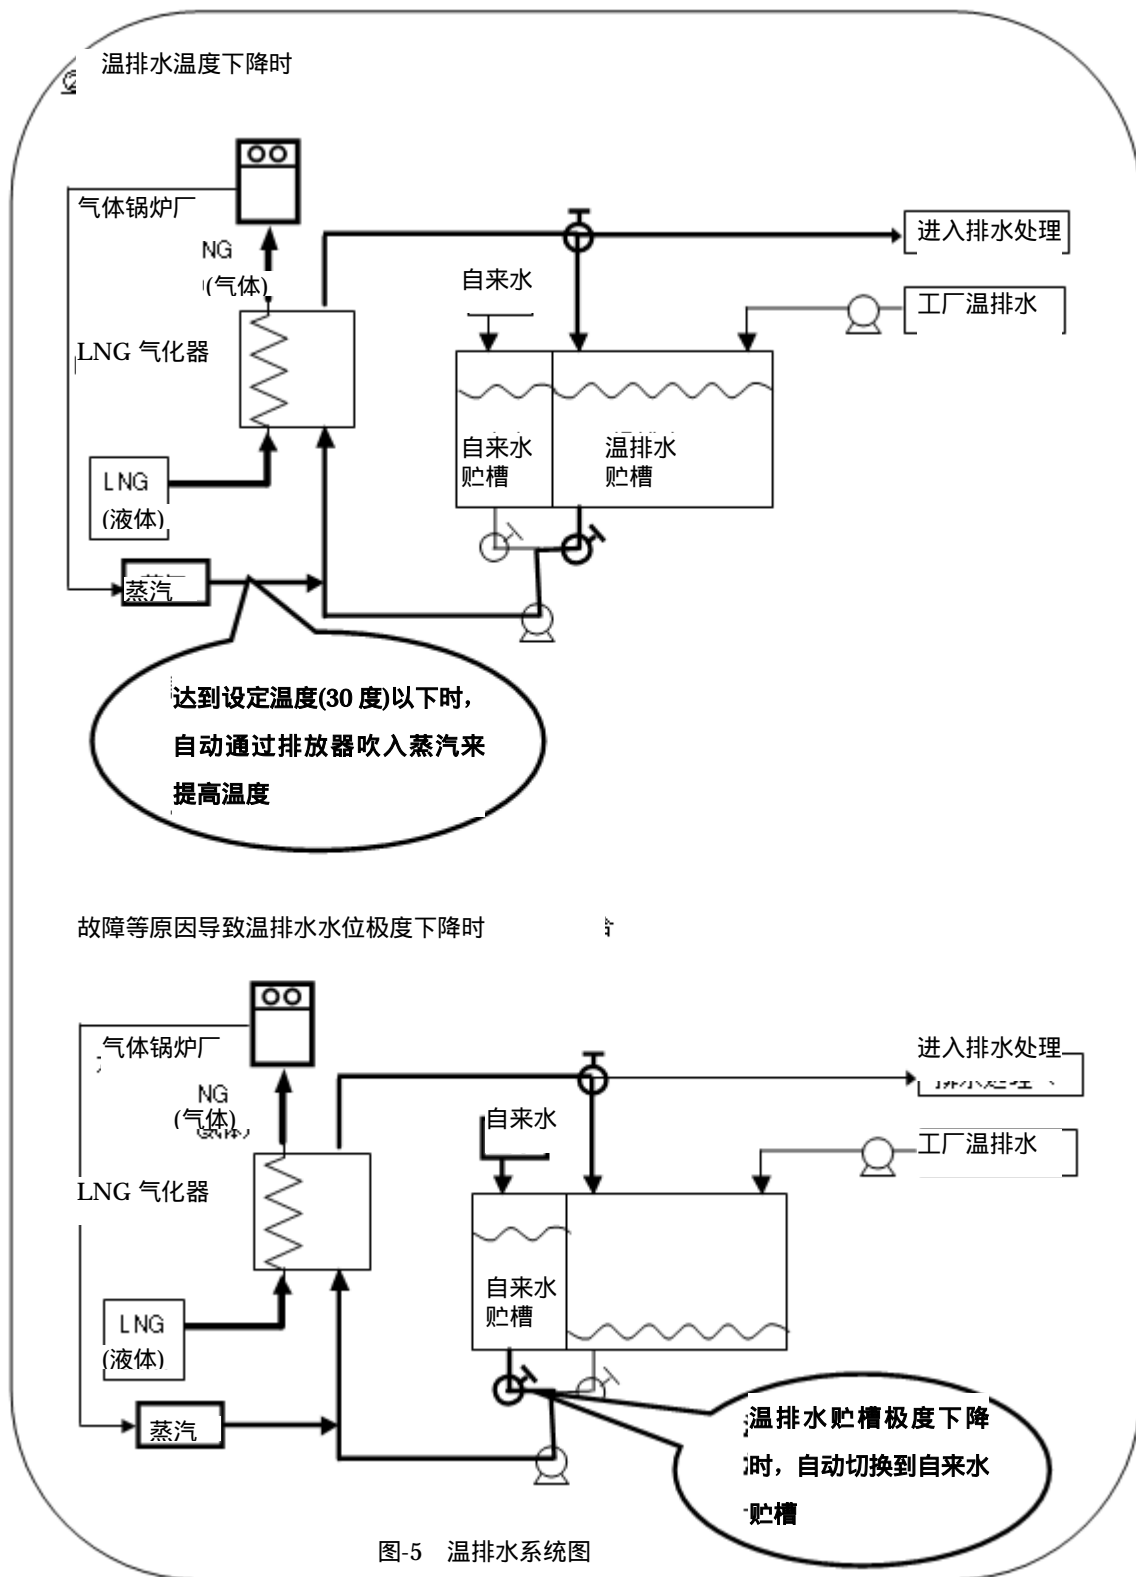 ② 温排水温度下降时
气体锅炉厂
NG
(气体)
自来水
进入排水处理
工厂温排水
LNG 气化器
自来水
贮槽
温排水
贮槽
LNG
(液体)
蒸汽
达到设定温度(30 度)以下时，
自动通过排放器吹入蒸汽来
提高温度
故障等原因导致温排水水位极度下降时
气体锅炉厂
NG
(气体)
自来水
进入排水处理
工厂温排水
LNG 气化器
自来水
贮槽
LNG
(液体)
蒸汽
温排水贮槽极度下降
时，自动切换到自来水
贮槽
图-5 温排水系统图